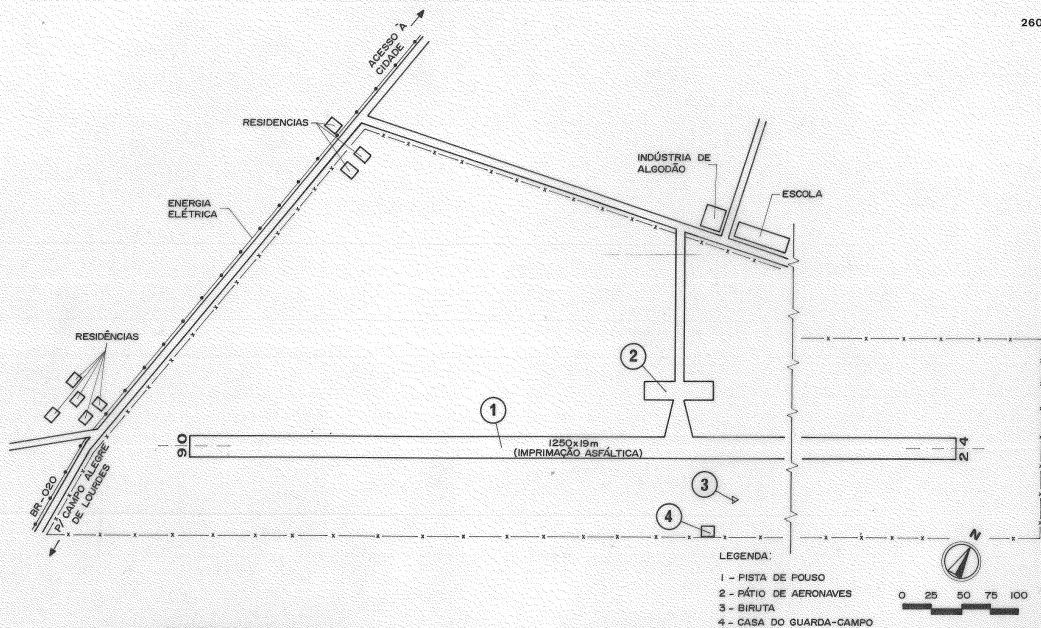 260
ACESSO À
CIDADE
RESIDENCIAS
INDÚSTRIA DE
ALGODÃO
ESCOLA
ENERGIA
ELÉTRICA
RESIDÊNCIAS
2
1
06
1250x19m
(IMPRIMAÇÃO ASFÁLTICA)
24
BR-020
P/ CAMPO ALEGRE
DE LOURDES
3
4
N
LEGENDA:
1 - PISTA DE POUSO
2 - PÁTIO DE AERONAVES
3 - BIRUTA
4 - CASA DO GUARDA-CAMPO
0 25 50 75 100